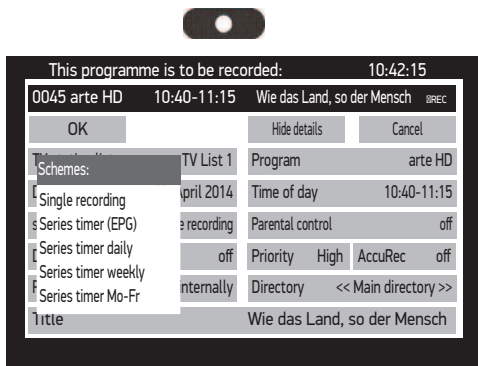 This programme is to be recorded: 10:42:15
0045 arte HD 10:40-11:15 Wie das Land, so der Mensch REC
OK Hide details Cancel
TV List 1 Program arte HD
Schemes:
April 2014 Time of day 10:40-11:15
Single recording
recording Parental control off
Series timer (EPG)
off Priority High AccuRec off
Series timer daily
Series timer weekly
internally Directory << Main directory >>
Series timer Mo-Fr
Title Wie das Land, so der Mensch